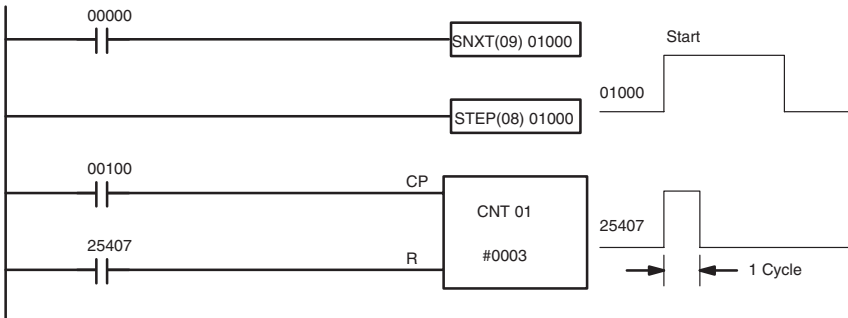 00000
SNXT(09) 01000
Start
01000
STEP(08) 01000
00100
CP
CNT 01
#0003
25407
R
25407
1 Cycle